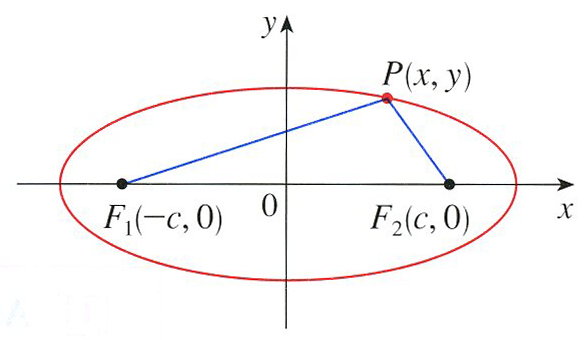 y
P(x, y)
0
F₁(−c, 0)
F₂(c, 0)
x